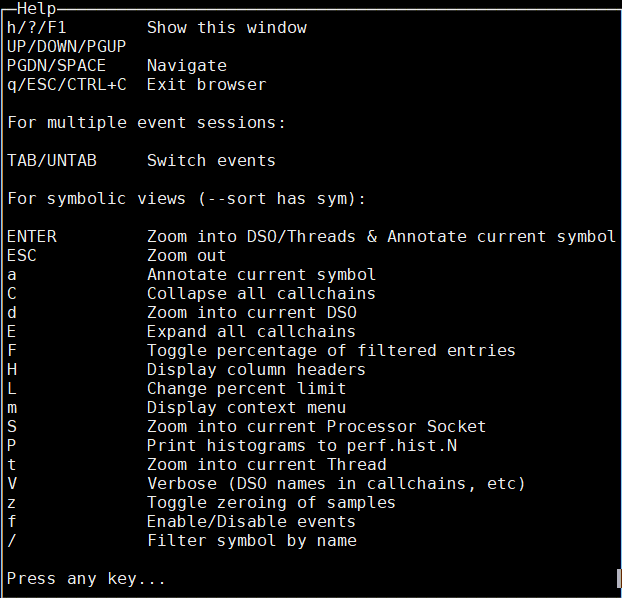 Help
h/?/F1 Show this window
UP/DOWN/PGUP
PGDN/SPACE Navigate
q/ESC/CTRL+C Exit browser
For multiple event sessions:
TAB/UNTAB Switch events
For symbolic views (--sort has sym):
ENTER Zoom into DSO/Threads & Annotate current symbol
ESC Zoom out
a Annotate current symbol
C Collapse all callchains
d Zoom into current DSO
E Expand all callchains
F Toggle percentage of filtered entries
H Display column headers
L Change percent limit
m Display context menu
S Zoom into current Processor Socket
P Print histograms to perf.hist.N
t Zoom into current Thread
V Verbose (DSO names in callchains, etc)
z Toggle zeroing of samples
f Enable/Disable events
/ Filter symbol by name
Press any key...